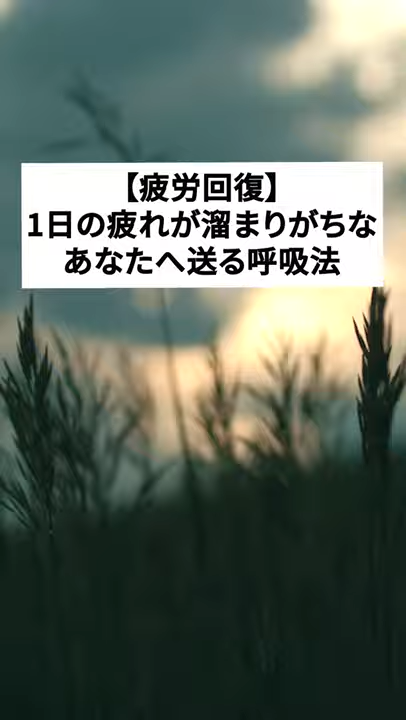 【疲労回復】
1日の疲れが溜まりがちな
あなたへ送る呼吸法